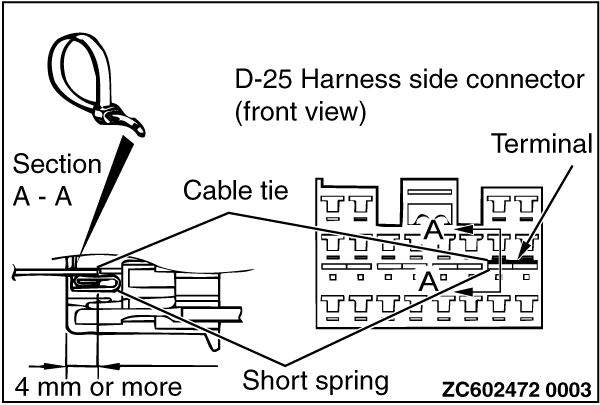 D-25 Harness side connector
(front view)
Terminal
Section
A - A
Cable tie
A
A
4 mm or more
Short spring
ZC602472 0003